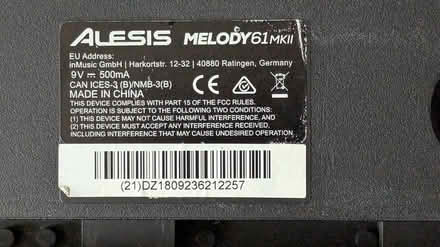 ALESIS MELODY61MKII
EU Address:
inMusic GmbH | Harkortstr. 12-32 | 40880 Ratingen, Germany
9V ⎓ 500mA
CAN ICES-3 (B)/NMB-3(B)
MADE IN CHINA
THIS DEVICE COMPLIES WITH PART 15 OF THE FCC RULES.
OPERATION IS SUBJECT TO THE FOLLOWING TWO CONDITIONS:
(1) THIS DEVICE MAY NOT CAUSE HARMFUL INTERFERENCE, AND
(2) THIS DEVICE MUST ACCEPT ANY INTERFERENCE RECEIVED, INCLUDING
INTERFERENCE THAT MAY CAUSE UNDESIRED OPERATION
CE
(21)DZ1809236212257